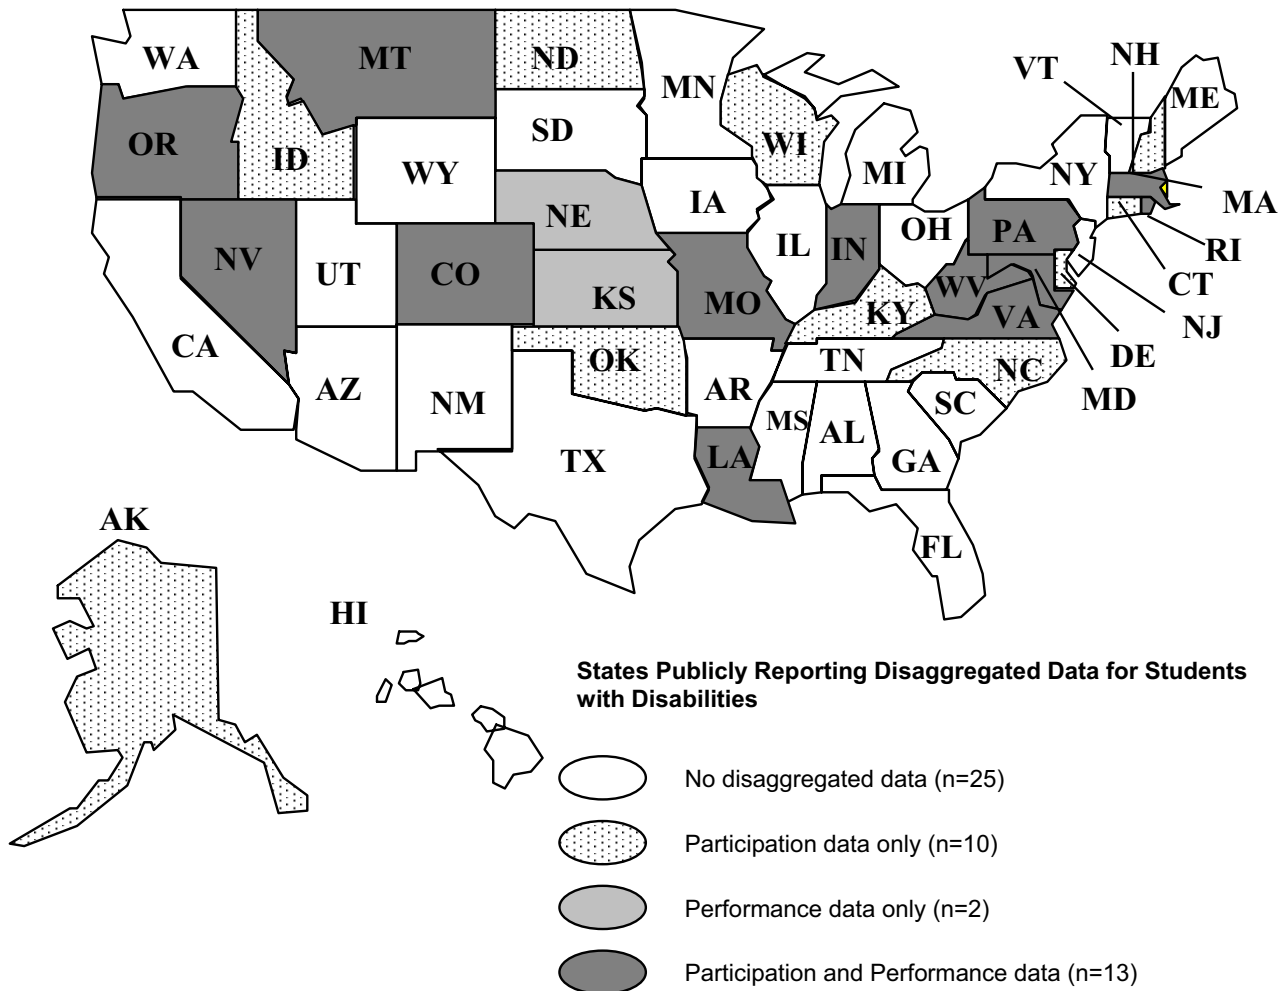 WA
MT
ND
MN
VT
NH
ME
OR
ID
SD
WI
WY
MI
NY
MA
NE
IA
IL
IN
OH
PA
RI
NV
UT
CO
KS
MO
WV
VA
CT
NJ
KY
DE
CA
OK
TN
NC
MD
AZ
NM
AR
MS
AL
SC
GA
TX
LA
FL
AK
HI
States Publicly Reporting Disaggregated Data for Students
with Disabilities
No disaggregated data (n=25)
Participation data only (n=10)
Performance data only (n=2)
Participation and Performance data (n=13)